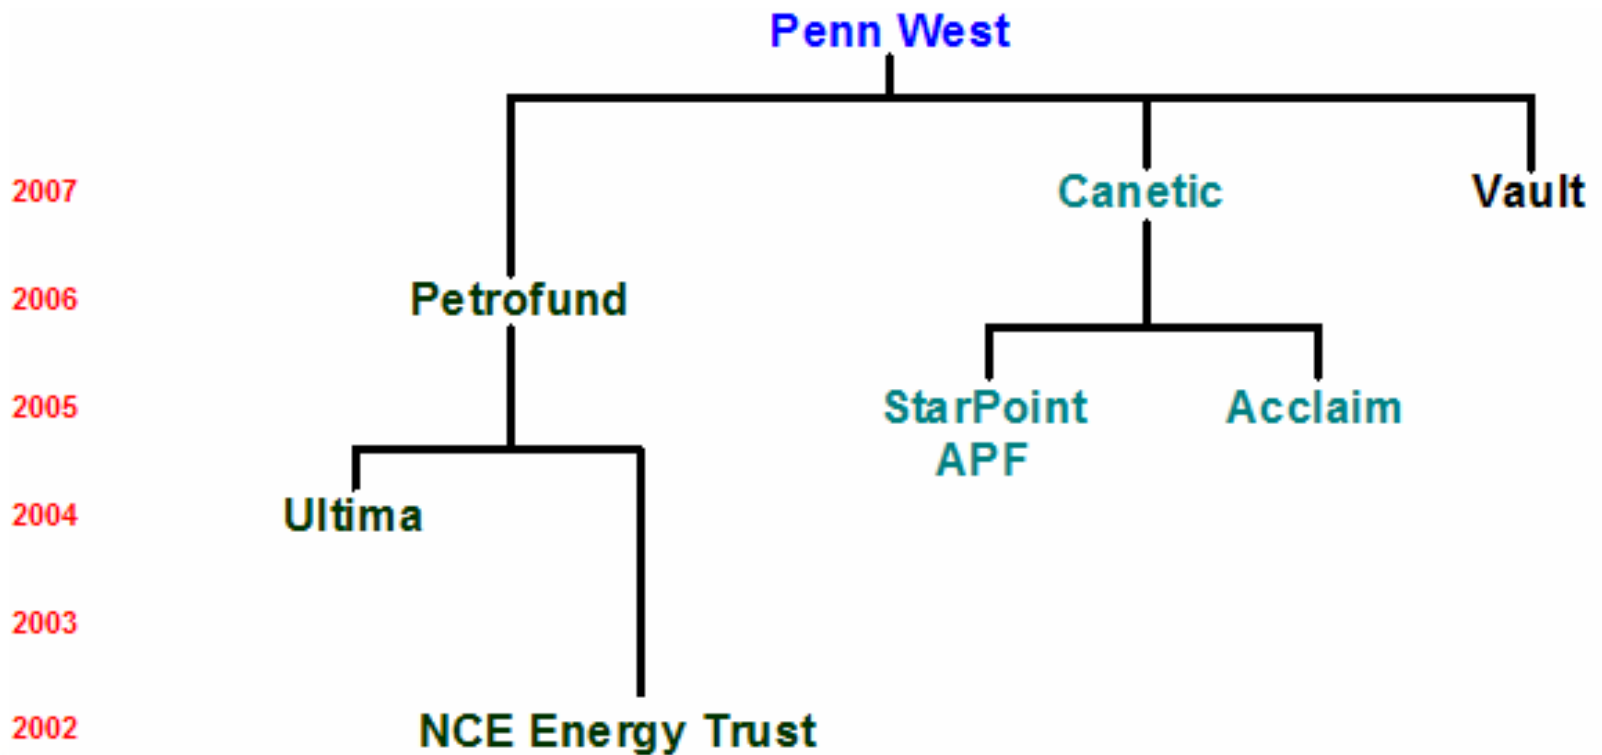 Penn West
2007
Canetic
Vault
2006
Petrofund
2005
StarPoint
APF
Acclaim
2004
Ultima
2003
2002
NCE Energy Trust